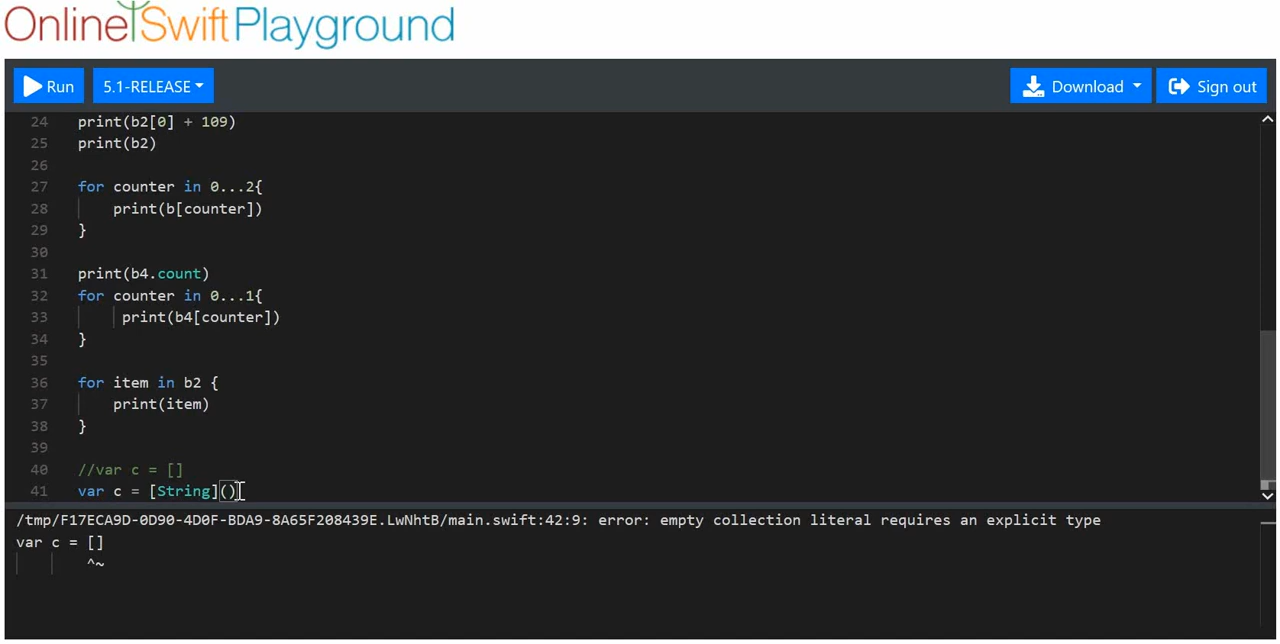 OnlineSwiftPlayground
Run 5.1-RELEASE Download Sign out
24 print(b2[0] + 109)
25 print(b2)
26
27 for counter in 0...2{
28     print(b[counter])
29 }
30
31 print(b4.count)
32 for counter in 0...1{
33      print(b4[counter])
34 }
35
36 for item in b2 {
37     print(item)
38 }
39
40 //var c = []
41 var c = [String]()
/tmp/F17ECA9D-0D90-4D0F-BDA9-8A65F208439E.LwNhtB/main.swift:42:9: error: empty collection literal requires an explicit type
var c = []
        ^~